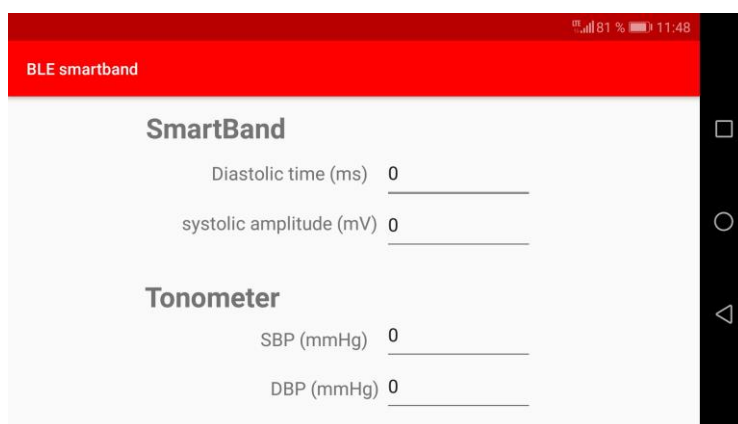 LTE 81 % 11:48
BLE smartband
SmartBand
Diastolic time (ms) 0
systolic amplitude (mV) 0
Tonometer
SBP (mmHg) 0
DBP (mmHg) 0